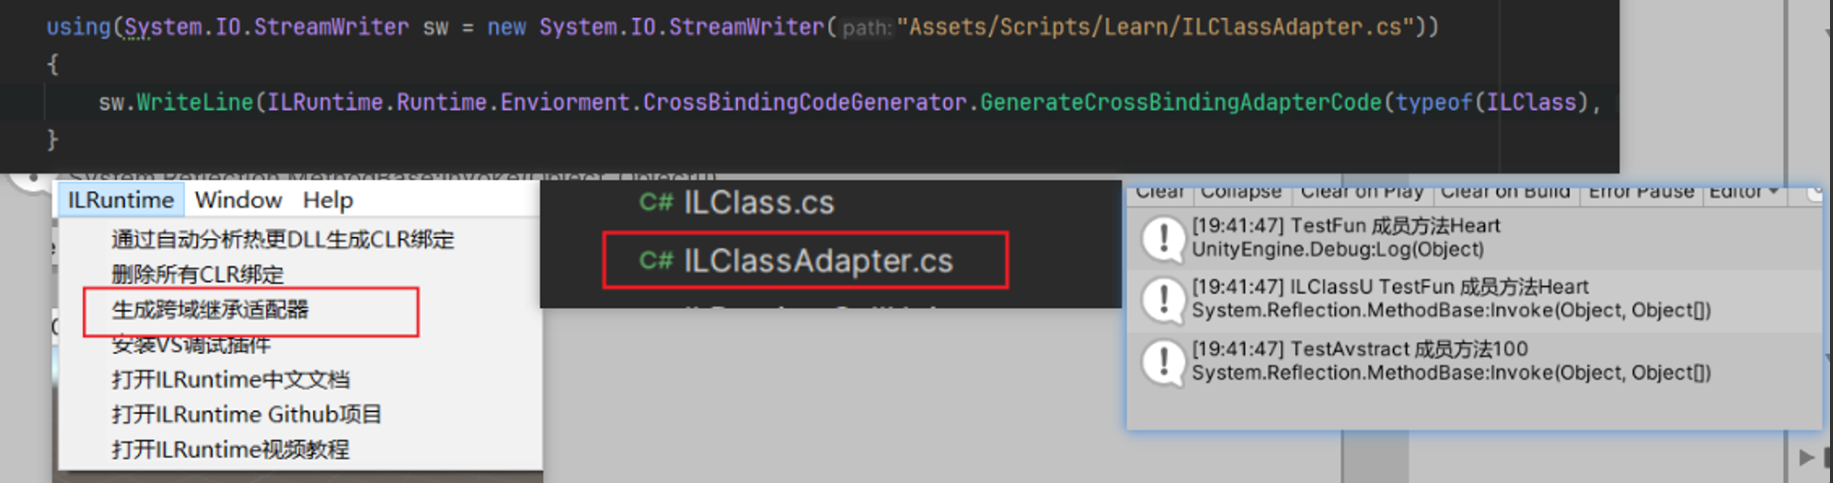 using(System.IO.StreamWriter sw = new System.IO.StreamWriter(path:"Assets/Scripts/Learn/ILClassAdapter.cs"))
{
sw.WriteLine(ILRuntime.Runtime.Enviorment.CrossBindingCodeGenerator.GenerateCrossBindingAdapterCode(typeof(ILClass),
}
System.Reflection.MethodBase:Invoke(Object, Object[])
ILRuntime Window Help
通过自动分析热更DLL生成CLR绑定
删除所有CLR绑定
生成跨域继承适配器
安装VS调试插件
打开ILRuntime中文文档
打开ILRuntime Github项目
打开ILRuntime视频教程
C# ILClass.cs
C# ILClassAdapter.cs
Clear Collapse Clear on Play Clear on Build Error Pause Editor
[19:41:47] TestFun 成员方法Heart
UnityEngine.Debug:Log(Object)
[19:41:47] ILClassU TestFun 成员方法Heart
System.Reflection.MethodBase:Invoke(Object, Object[])
[19:41:47] TestAvstract 成员方法100
System.Reflection.MethodBase:Invoke(Object, Object[])